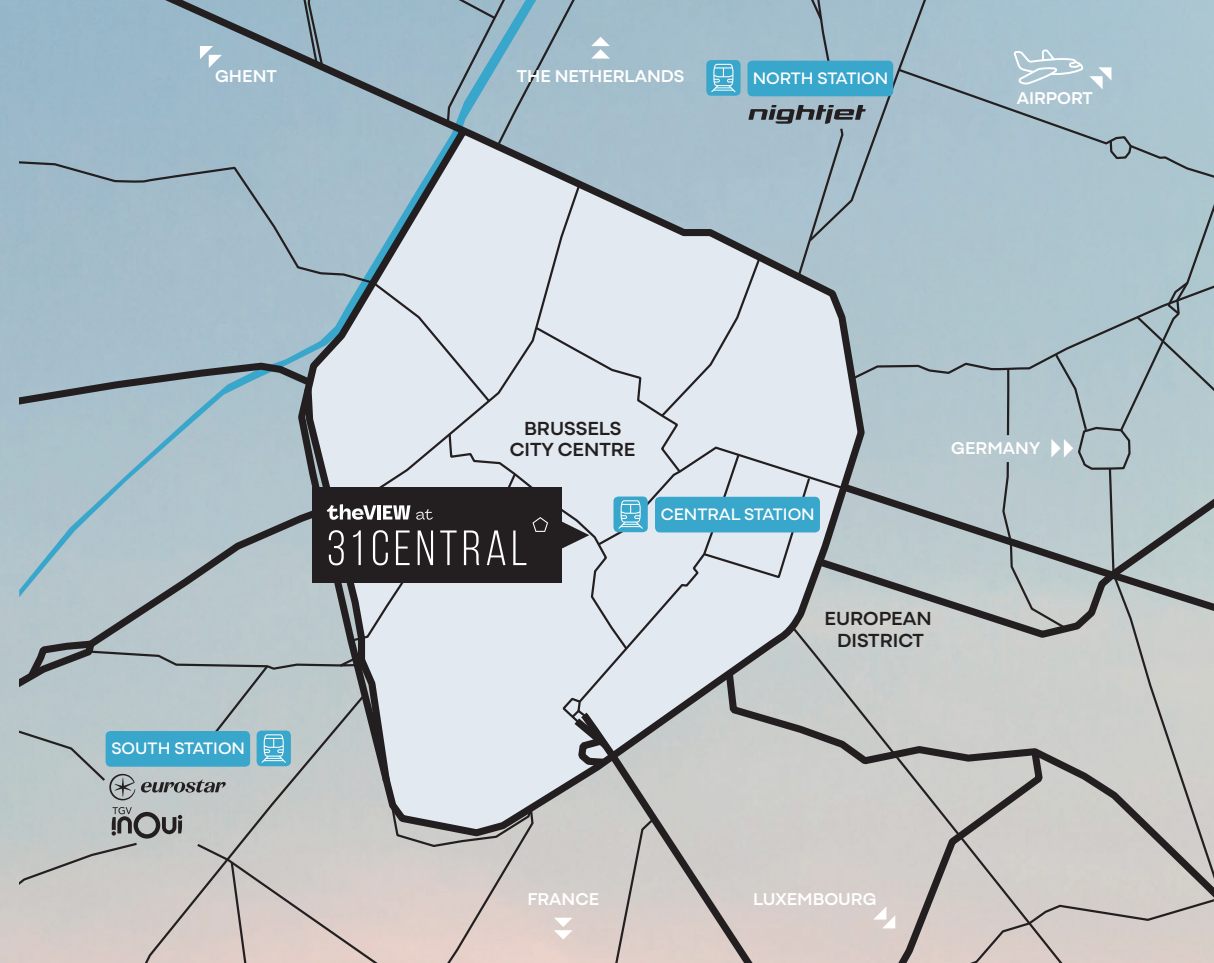 GHENT
THE NETHERLANDS
NORTH STATION
nightjet
AIRPORT
BRUSSELS
CITY CENTRE
GERMANY
theVIEW at
31CENTRAL
CENTRAL STATION
EUROPEAN
DISTRICT
SOUTH STATION
eurostar
TGV
inOui
FRANCE
LUXEMBOURG